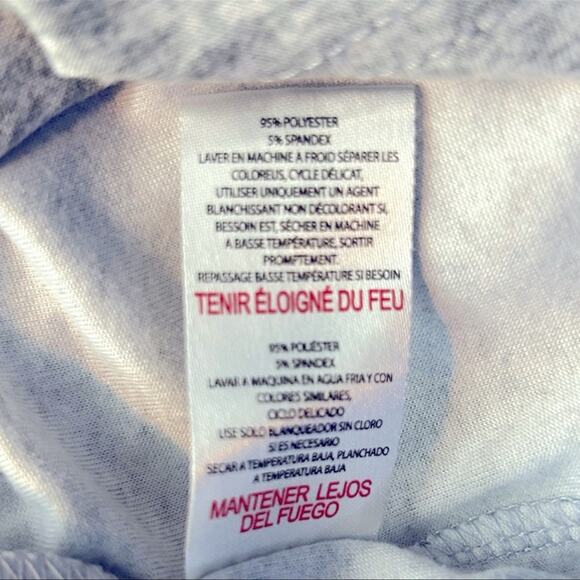 95% POLYESTER
5% SPANDEX
LAVER EN MACHINE A FROID SÉPARER LES
COLOREUS, CYCLE DÉLICAT,
UTILISER UNIQUEMENT UN AGENT
BLANCHISSANT NON DÉCOLORANT SI,
BESSOIN EST, SÉCHER EN MACHINE
A BASSE TEMPÉRATURE, SORTIR
PROMPTEMENT.
REPASSAGE BASSE TEMPÉRATURE SI BESOIN
TENIR ÉLOIGNÉ DU FEU
95% POLIÉSTER
5% SPANDEX
LAVAR A MAQUINA EN AGUA FRIA Y CON
COLORES SIMILARES,
CICLO DELICADO
USE SOLO BLANQUEADOR SIN CLORO
SI ES NECESARIO
SECAR A TEMPERATURA BAJA, PLANCHADO
A TEMPERATURA BAJA
MANTENER LEJOS
DEL FUEGO